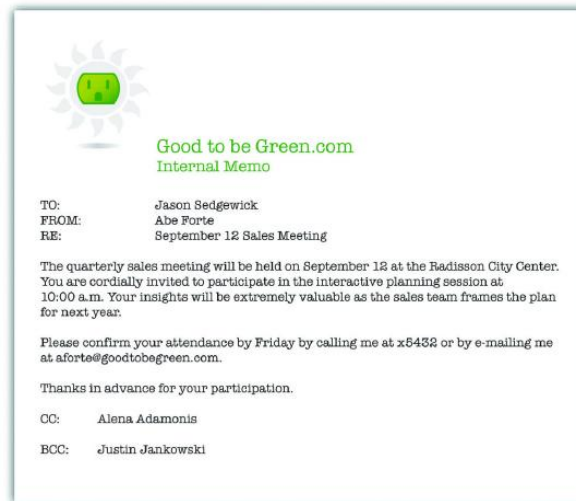 Good to be Green.com
Internal Memo
TO: Jason Sedgewick
FROM: Abe Forte
RE: September 12 Sales Meeting
The quarterly sales meeting will be held on September 12 at the Radisson City Center.
You are cordially invited to participate in the interactive planning session at
10:00 a.m. Your insights will be extremely valuable as the sales team frames the plan
for next year.
Please confirm your attendance by Friday by calling me at x5432 or by e-mailing me
at aforte@goodtobegreen.com.
Thanks in advance for your participation.
CC: Alena Adamonis
BCC: Justin Jankowski